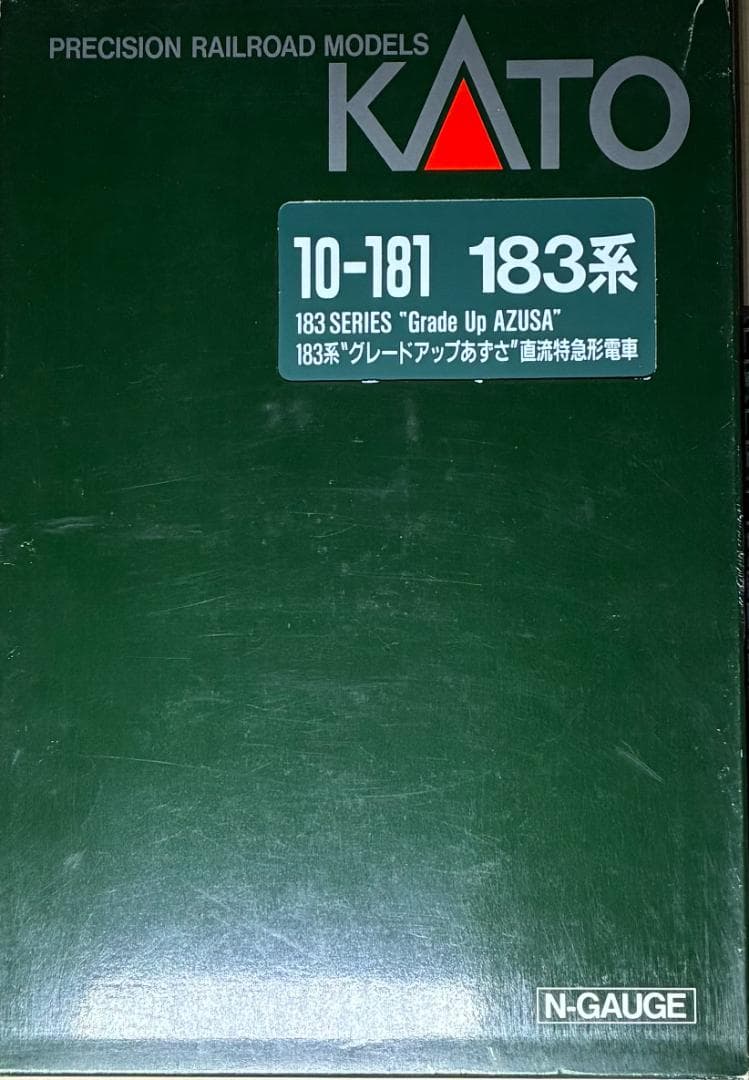 PRECISION RAILROAD MODELS
KATO
10-181 183系
183 SERIES "Grade Up AZUSA"
183系"グレードアップあずさ"直流特急形電車
N-GAUGE